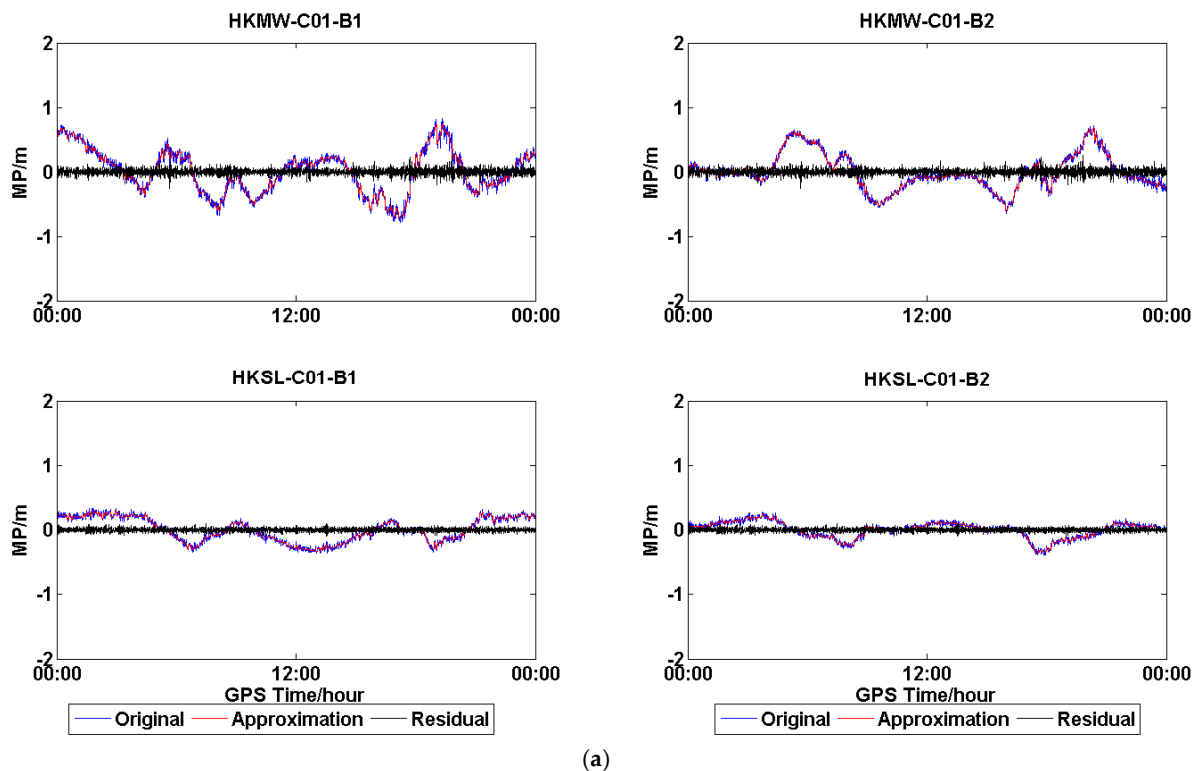 HKMW-C01-B1
2
1
0
-1
-2
MP/m
00:00 12:00 00:00
HKMW-C01-B2
2
1
0
-1
-2
MP/m
00:00 12:00 00:00
HKSL-C01-B1
2
1
0
-1
-2
MP/m
00:00 12:00 00:00
GPS Time/hour
Original Approximation Residual
HKSL-C01-B2
2
1
0
-1
-2
MP/m
00:00 12:00 00:00
GPS Time/hour
Original Approximation Residual
(a)